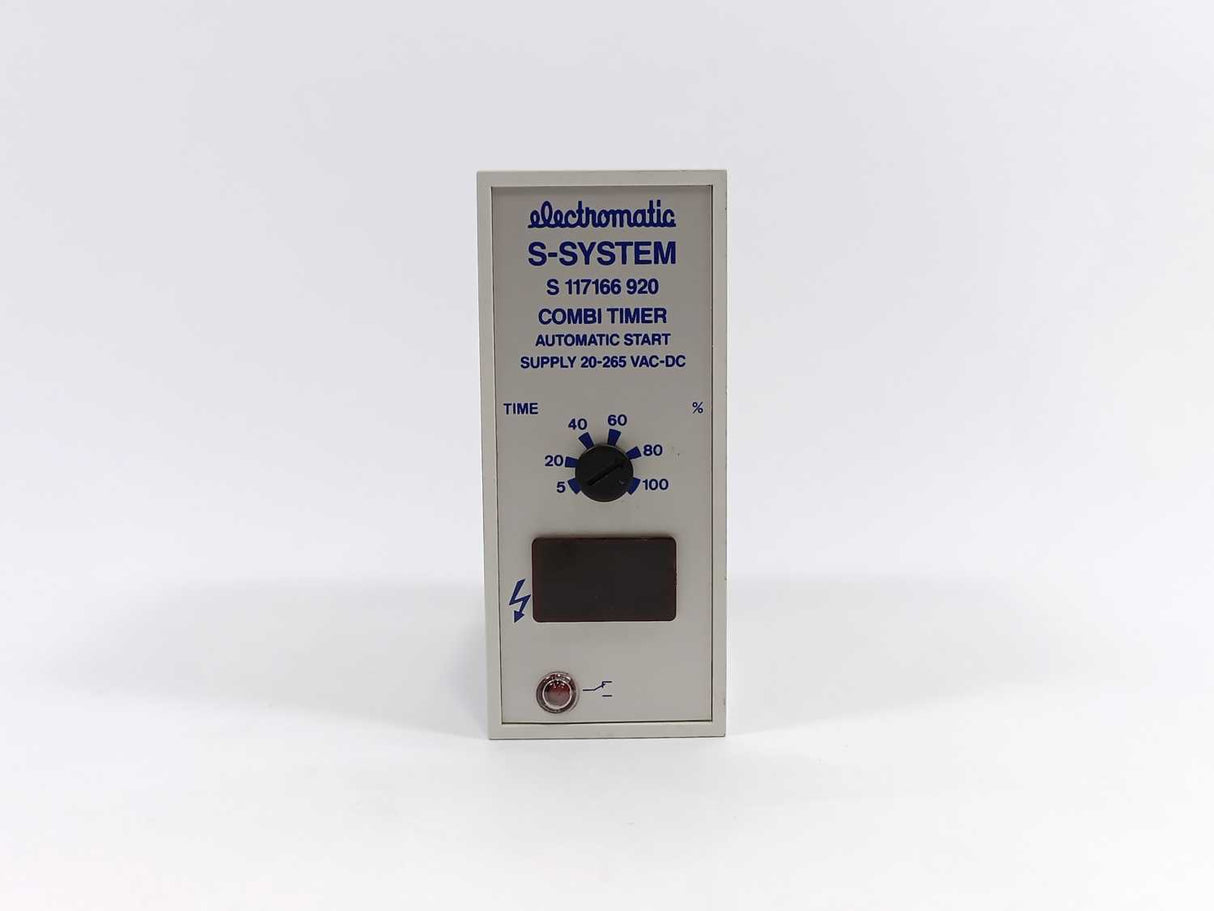 electromatic
S-SYSTEM
S 117166 920
COMBI TIMER
AUTOMATIC START
SUPPLY 20-265 VAC-DC
TIME %
40 60
20 80
5 100